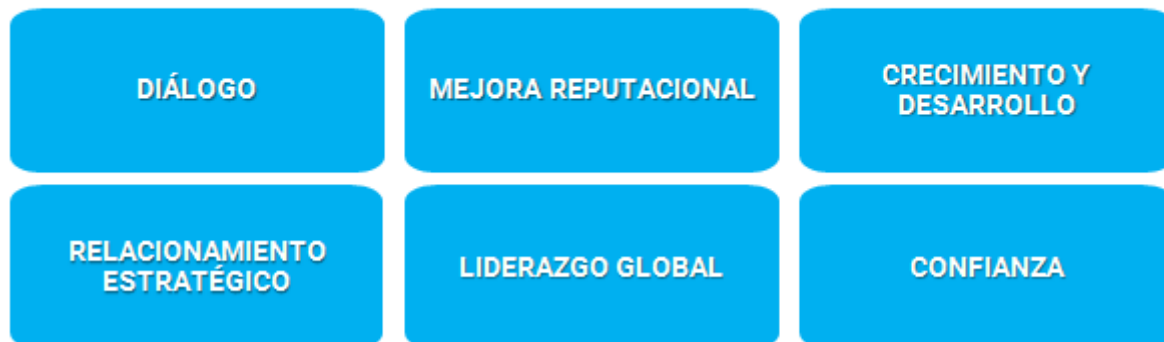 DIÁLOGO
MEJORA REPUTACIONAL
CRECIMIENTO Y
DESARROLLO
RELACIONAMIENTO
ESTRATÉGICO
LIDERAZGO GLOBAL
CONFIANZA